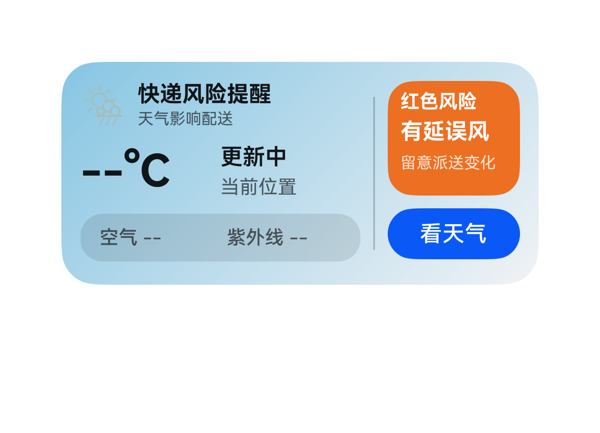 快递风险提醒
天气影响配送
--°C
更新中
当前位置
空气 --
紫外线 --
红色风险
有延误风
留意派送变化
看天气